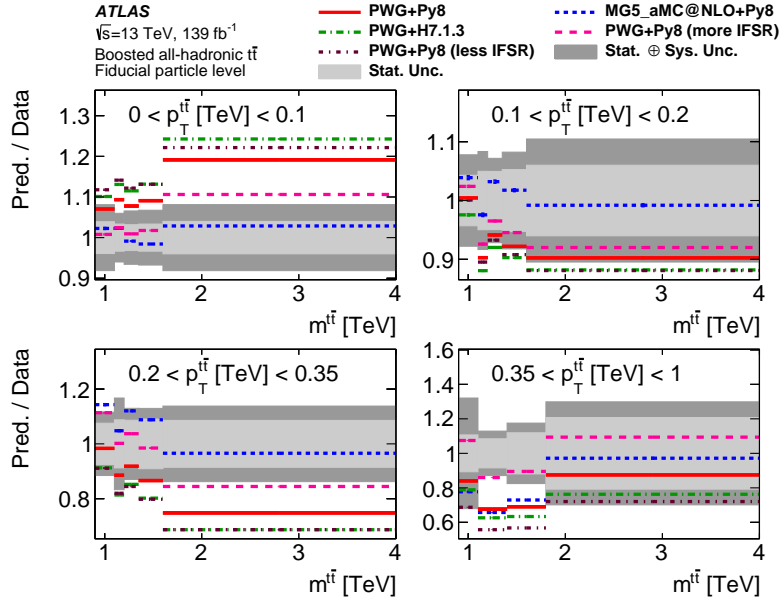 ATLAS
√s=13 TeV, 139 fb⁻¹
Boosted all-hadronic tt̄
Fiducial particle level
PWG+Py8
MG5_aMC@NLO+Py8
PWG+H7.1.3
PWG+Py8 (more IFSR)
PWG+Py8 (less IFSR)
Stat. ⊕ Sys. Unc.
Stat. Unc.
0 < p_T^{tt̄} [TeV] < 0.1
Pred. / Data
1.3
1.2
1.1
1
0.9
1
2
3
4
m^{tt̄} [TeV]
0.1 < p_T^{tt̄} [TeV] < 0.2
1.1
1
0.9
1
2
3
4
m^{tt̄} [TeV]
0.2 < p_T^{tt̄} [TeV] < 0.35
Pred. / Data
1.2
1
0.8
1
2
3
4
m^{tt̄} [TeV]
0.35 < p_T^{tt̄} [TeV] < 1
1.6
1.4
1.2
1
0.8
0.6
1
2
3
4
m^{tt̄} [TeV]